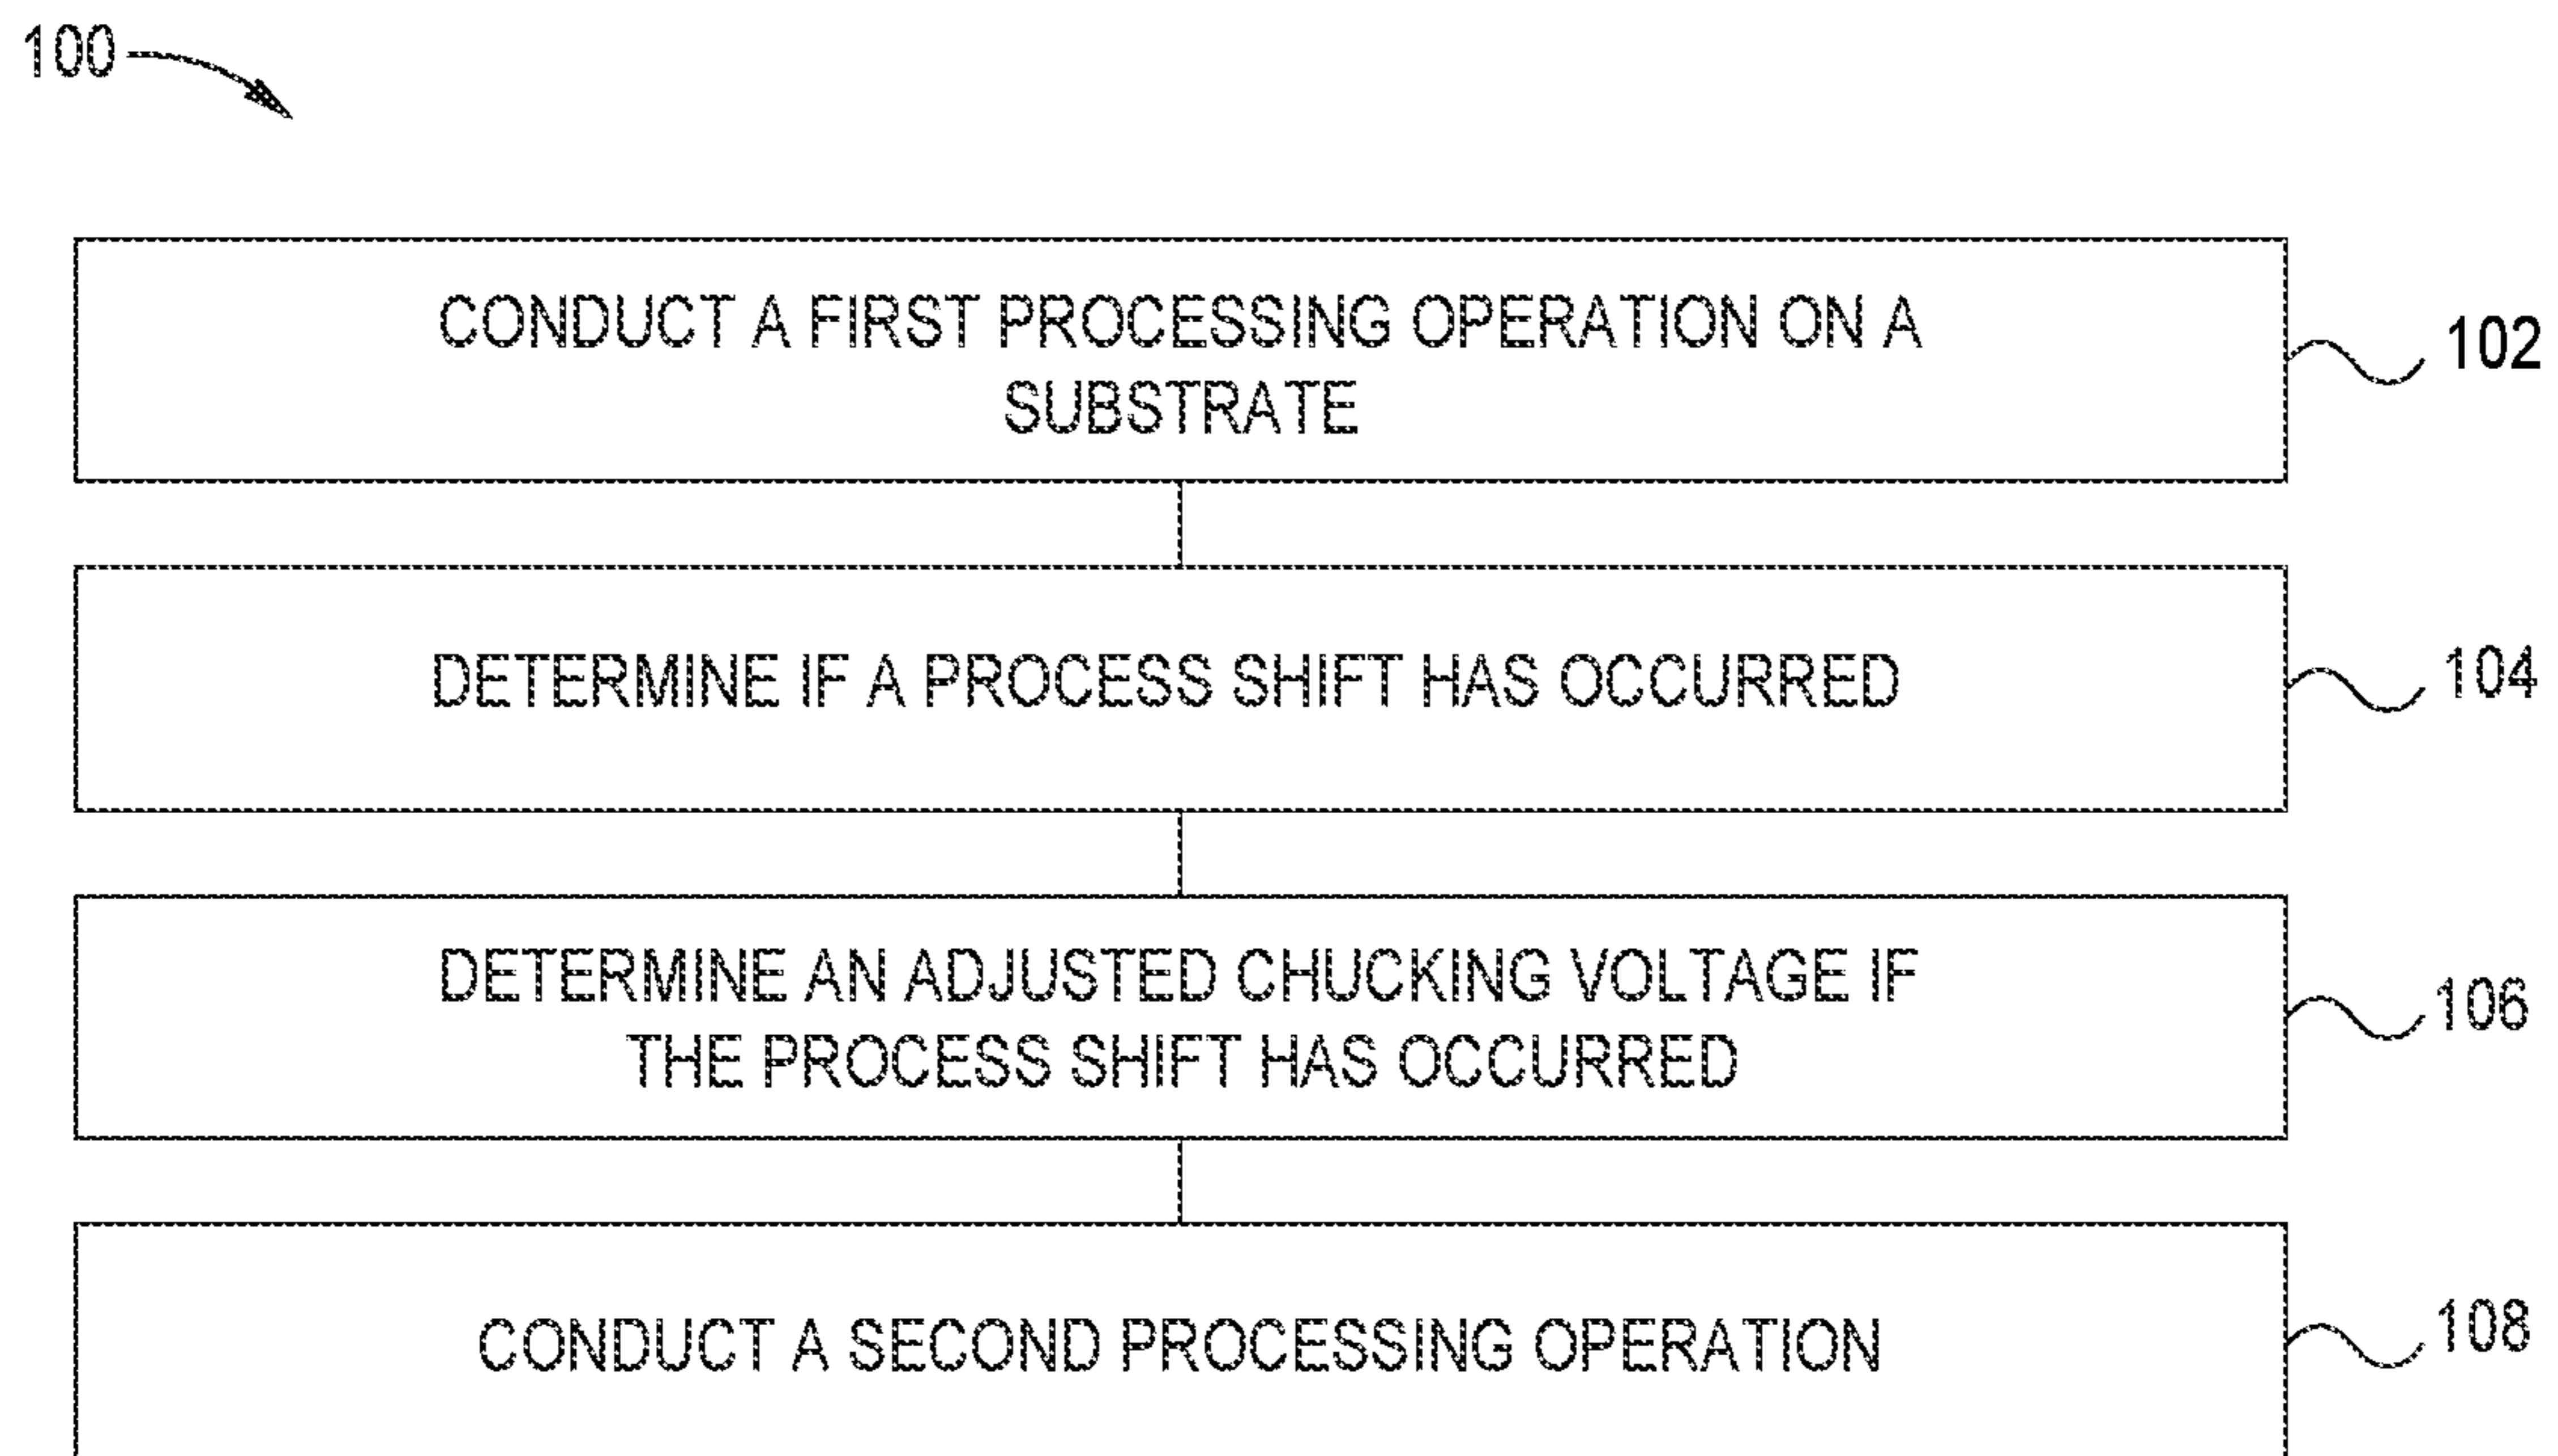 100
CONDUCT A FIRST PROCESSING OPERATION ON A
SUBSTRATE
102
DETERMINE IF A PROCESS SHIFT HAS OCCURRED
104
DETERMINE AN ADJUSTED CHUCKING VOLTAGE IF
THE PROCESS SHIFT HAS OCCURRED
106
CONDUCT A SECOND PROCESSING OPERATION
108